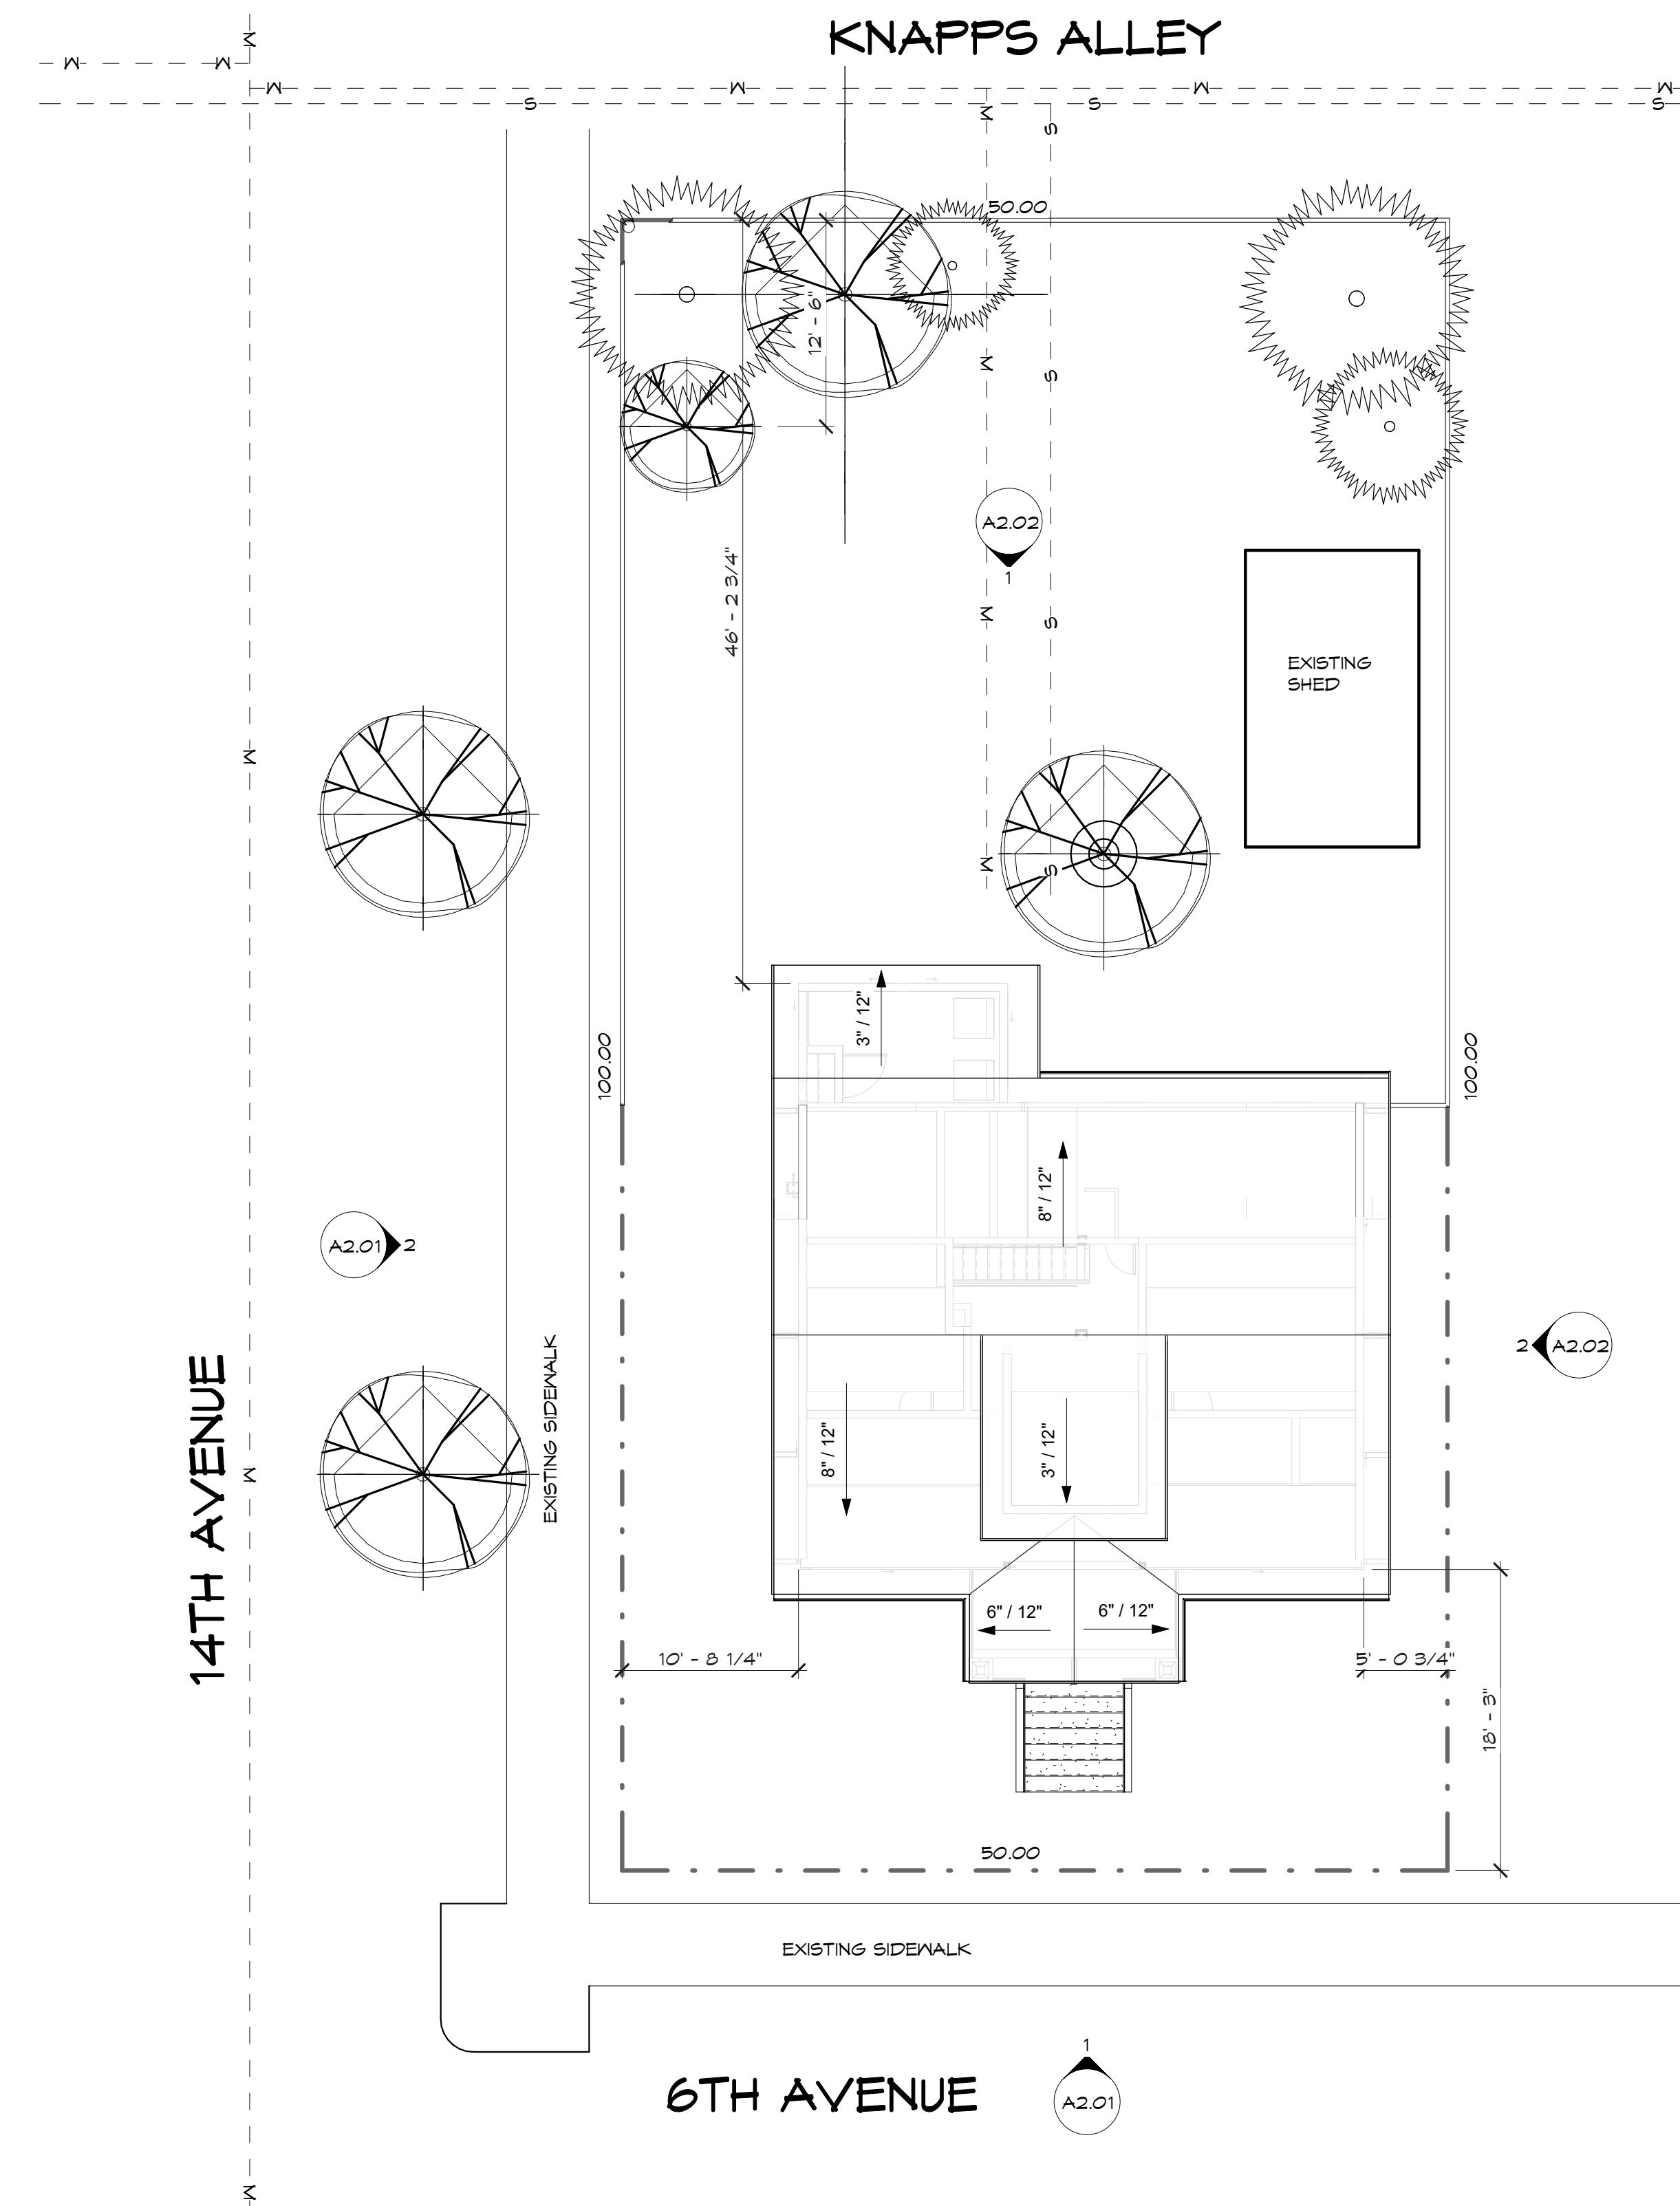 KNAPPS ALLEY
W
W
W
W
W
W
W
S
S
S
W
S
50.00
12' - 6"
W
S
A2.02
1
46' - 2 3/4"
W
S
EXISTING
SHED
W
W
S
3" / 12"
100.00
100.00
8" / 12"
A2.01
2
2
A2.02
14TH AVENUE
EXISTING SIDEWALK
8" / 12"
3" / 12"
W
6" / 12"
6" / 12"
10' - 8 1/4"
5' - 0 3/4"
18' - 3"
50.00
EXISTING SIDEWALK
1
A2.01
6TH AVENUE
W